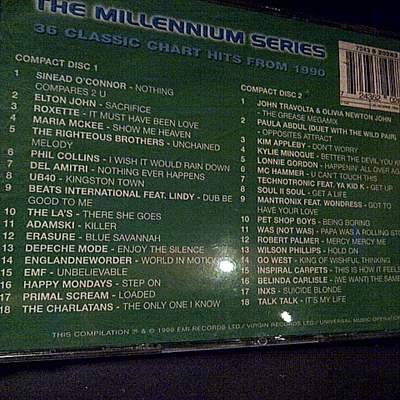 THE MILLENNIUM SERIES
36 CLASSIC CHART HITS FROM 1990
COMPACT DISC 1
1 SINEAD O'CONNOR - NOTHING
COMPARES 2 U
2 ELTON JOHN - SACRIFICE
3 ROXETTE - IT MUST HAVE BEEN LOVE
4 MARIA MCKEE - SHOW ME HEAVEN
5 THE RIGHTEOUS BROTHERS - UNCHAINED
MELODY
6 PHIL COLLINS - I WISH IT WOULD RAIN DOWN
7 DEL AMITRI - NOTHING EVER HAPPENS
8 UB40 - KINGSTON TOWN
9 BEATS INTERNATIONAL FEAT. LINDY - DUB BE
GOOD TO ME
10 THE LA'S - THERE SHE GOES
11 ADAMSKI - KILLER
12 ERASURE - BLUE SAVANNAH
13 DEPECHE MODE - ENJOY THE SILENCE
14 ENGLANDNEWORDER - WORLD IN MOTION
15 EMF - UNBELIEVABLE
16 HAPPY MONDAYS - STEP ON
17 PRIMAL SCREAM - LOADED
18 THE CHARLATANS - THE ONLY ONE I KNOW
COMPACT DISC 2
1 JOHN TRAVOLTA & OLIVIA NEWTON JOHN
- THE GREASE MEGAMIX
2 PAULA ABDUL (DUET WITH THE WILD PAIR)
- OPPOSITES ATTRACT
3 KIM APPLEBY - DON'T WORRY
4 KYLIE MINOGUE - BETTER THE DEVIL YOU
5 LONNIE GORDON - HAPPENIN' ALL OVER
6 MC HAMMER - U CAN'T TOUCH THIS
7 TECHNOTRONIC FEAT. YA KID K - GET UP
8 SOUL II SOUL - GET A LIFE
9 MANTRONIX FEAT. WONDRESS - GOT TO
HAVE YOUR LOVE
10 PET SHOP BOYS - BEING BORING
11 WAS (NOT WAS) - PAPA WAS A ROLLING STO
12 ROBERT PALMER - MERCY MERCY ME
13 WILSON PHILLIPS - HOLD ON
14 GO WEST - KING OF WISHFUL THINKING
15 INSPIRAL CARPETS - THIS IS HOW IT FEELS
16 BELINDA CARLISLE - (WE WANT THE SAME
17 INXS - SUICIDE BLONDE
18 TALK TALK - IT'S MY LIFE
THIS COMPILATION ℗ & © 1999 EMI RECORDS LTD./ VIRGIN RECORDS LTD./ UNIVERSAL MUSIC OPERATION